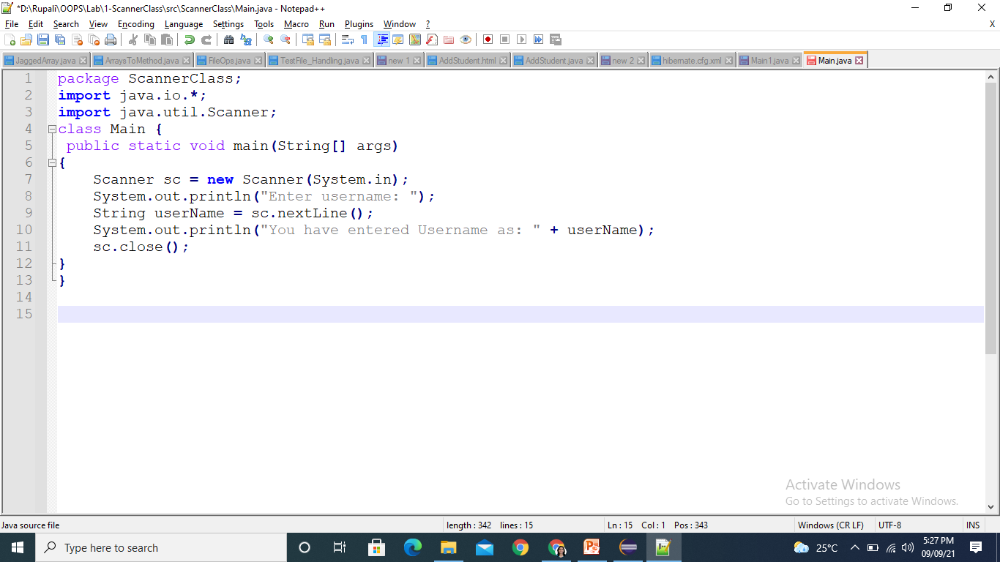 *D:\Rupali\OOPS\Lab\1-ScannerClass\src\ScannerClass\Main.java - Notepad++
File Edit Search View Encoding Language Settings Tools Macro Run Plugins Window ? X
JaggedArray.java ArraysToMethod.java FileOps.java TestFile_Handling.java new 1 AddStudent.html AddStudent.java new 2 hibernate.cfg.xml Main1.java Main.java
1 package ScannerClass;
2 import java.io.*;
3 import java.util.Scanner;
4 class Main {
5 public static void main(String[] args)
6 {
7 Scanner sc = new Scanner(System.in);
8 System.out.println("Enter username: ");
9 String userName = sc.nextLine();
10 System.out.println("You have entered Username as: " + userName);
11 sc.close();
12 }
13 }
14
15
Activate Windows
Go to Settings to activate Windows.
Java source file length : 342 lines : 15 Ln : 15 Col : 1 Pos : 343 Windows (CR LF) UTF-8 INS
Type here to search 25°C 5:27 PM
09/09/21